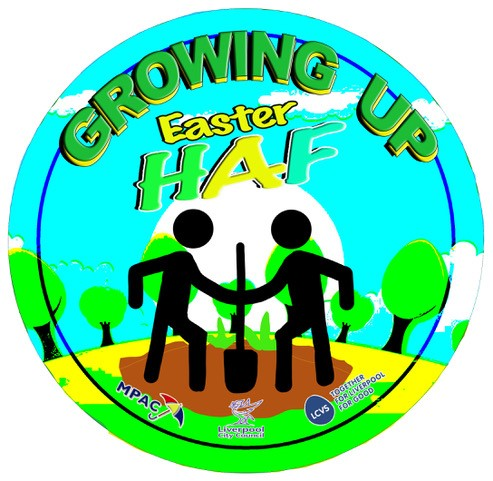 GROWING UP
Easter
HAF
MPAC
Liverpool
City Council
LCVS
TOGETHER
FOR LIVERPOOL
FOR GOOD